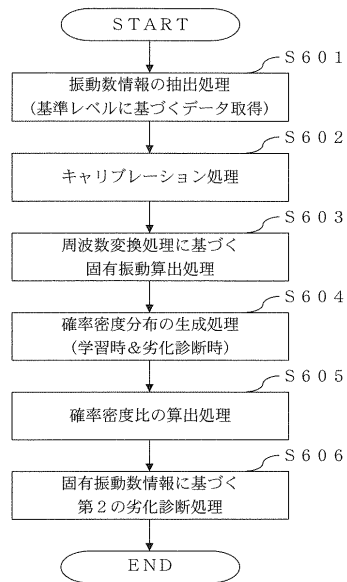 ＳＴＡＲＴ
Ｓ６０１
振動数情報の抽出処理
（基準レベルに基づくデータ取得）
Ｓ６０２
キャリブレーション処理
Ｓ６０３
周波数変換処理に基づく
固有振動算出処理
Ｓ６０４
確率密度分布の生成処理
（学習時＆劣化診断時）
Ｓ６０５
確率密度比の算出処理
Ｓ６０６
固有振動数情報に基づく
第２の劣化診断処理
ＥＮＤ